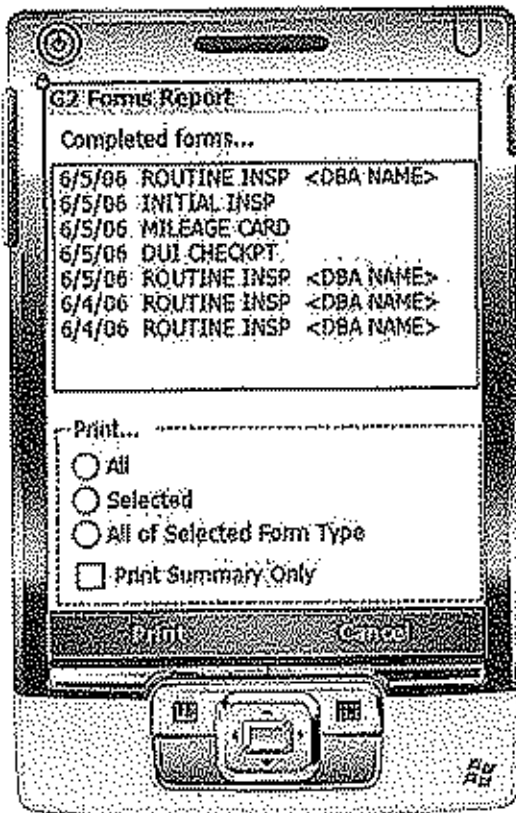 G2 Forms Report
Completed forms...
6/5/06 ROUTINE INSP <DBA NAME>
6/5/06 INITIAL INSP
6/5/06 MILEAGE CARD
6/5/06 DUI CHECKPT
6/5/06 ROUTINE INSP <DBA NAME>
6/4/06 ROUTINE INSP <DBA NAME>
6/4/06 ROUTINE INSP <DBA NAME>
Print...
All
Selected
All of Selected Form Type
Print Summary Only
Print Cancel